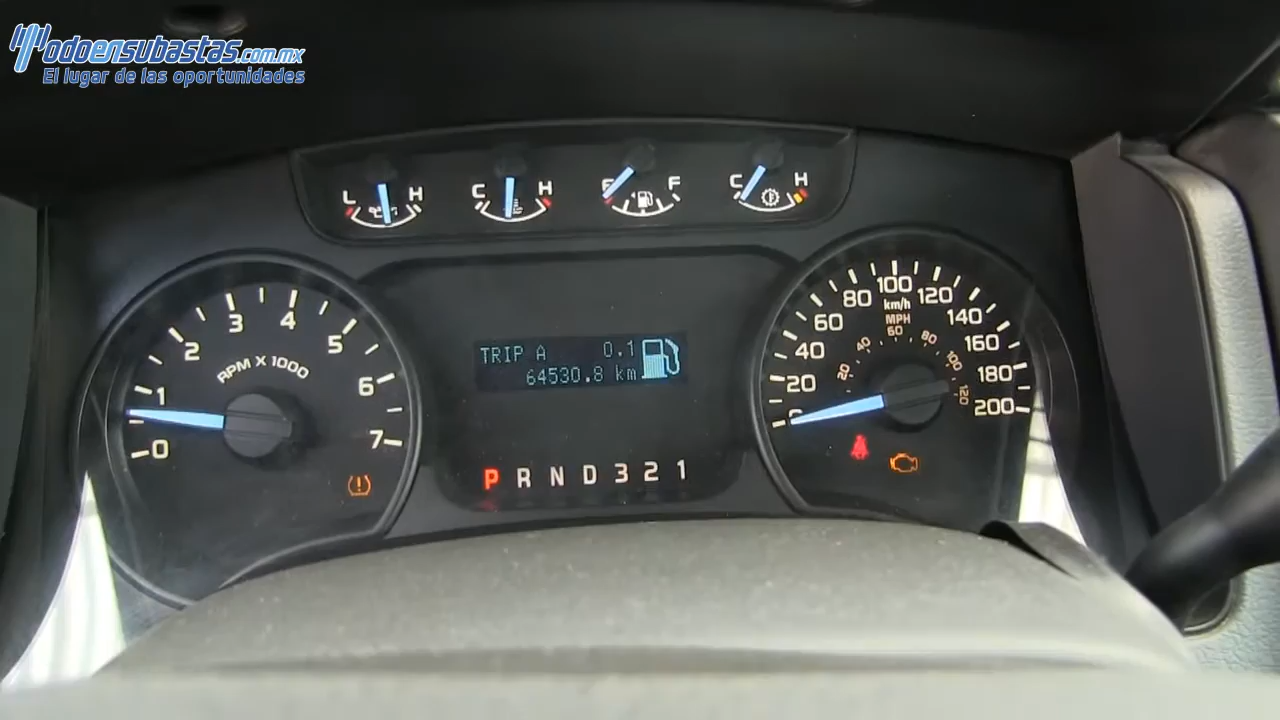 Todoensubastas.com.mx
El lugar de las oportunidades
L H
C H
E F
C H
0 1 2 3 4 5 6 7
RPM X 1000
TRIP A 0.1
64530.8 km
P R N D 3 2 1
0 20 40 60 80 100 120 140 160 180 200
km/h
MPH
20 40 60 80 100 120